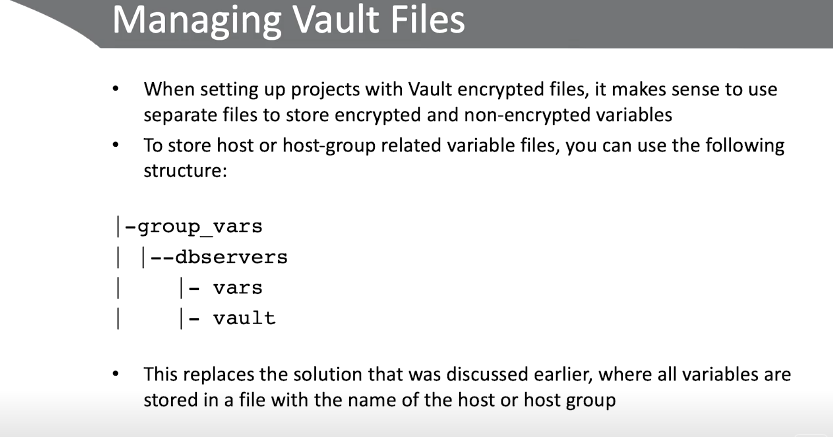 Managing Vault Files
• When setting up projects with Vault encrypted files, it makes sense to use
separate files to store encrypted and non-encrypted variables
• To store host or host-group related variable files, you can use the following
structure:
|-group_vars
| |--dbservers
|    |- vars
|    |- vault
• This replaces the solution that was discussed earlier, where all variables are
stored in a file with the name of the host or host group